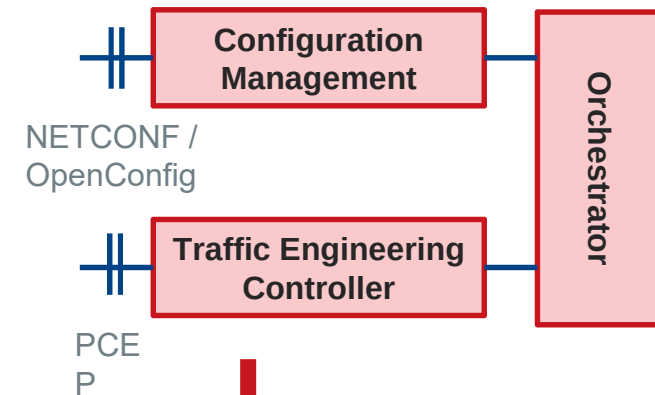 Configuration
Management
Orchestrator
NETCONF /
OpenConfig
Traffic Engineering
Controller
PCE
P